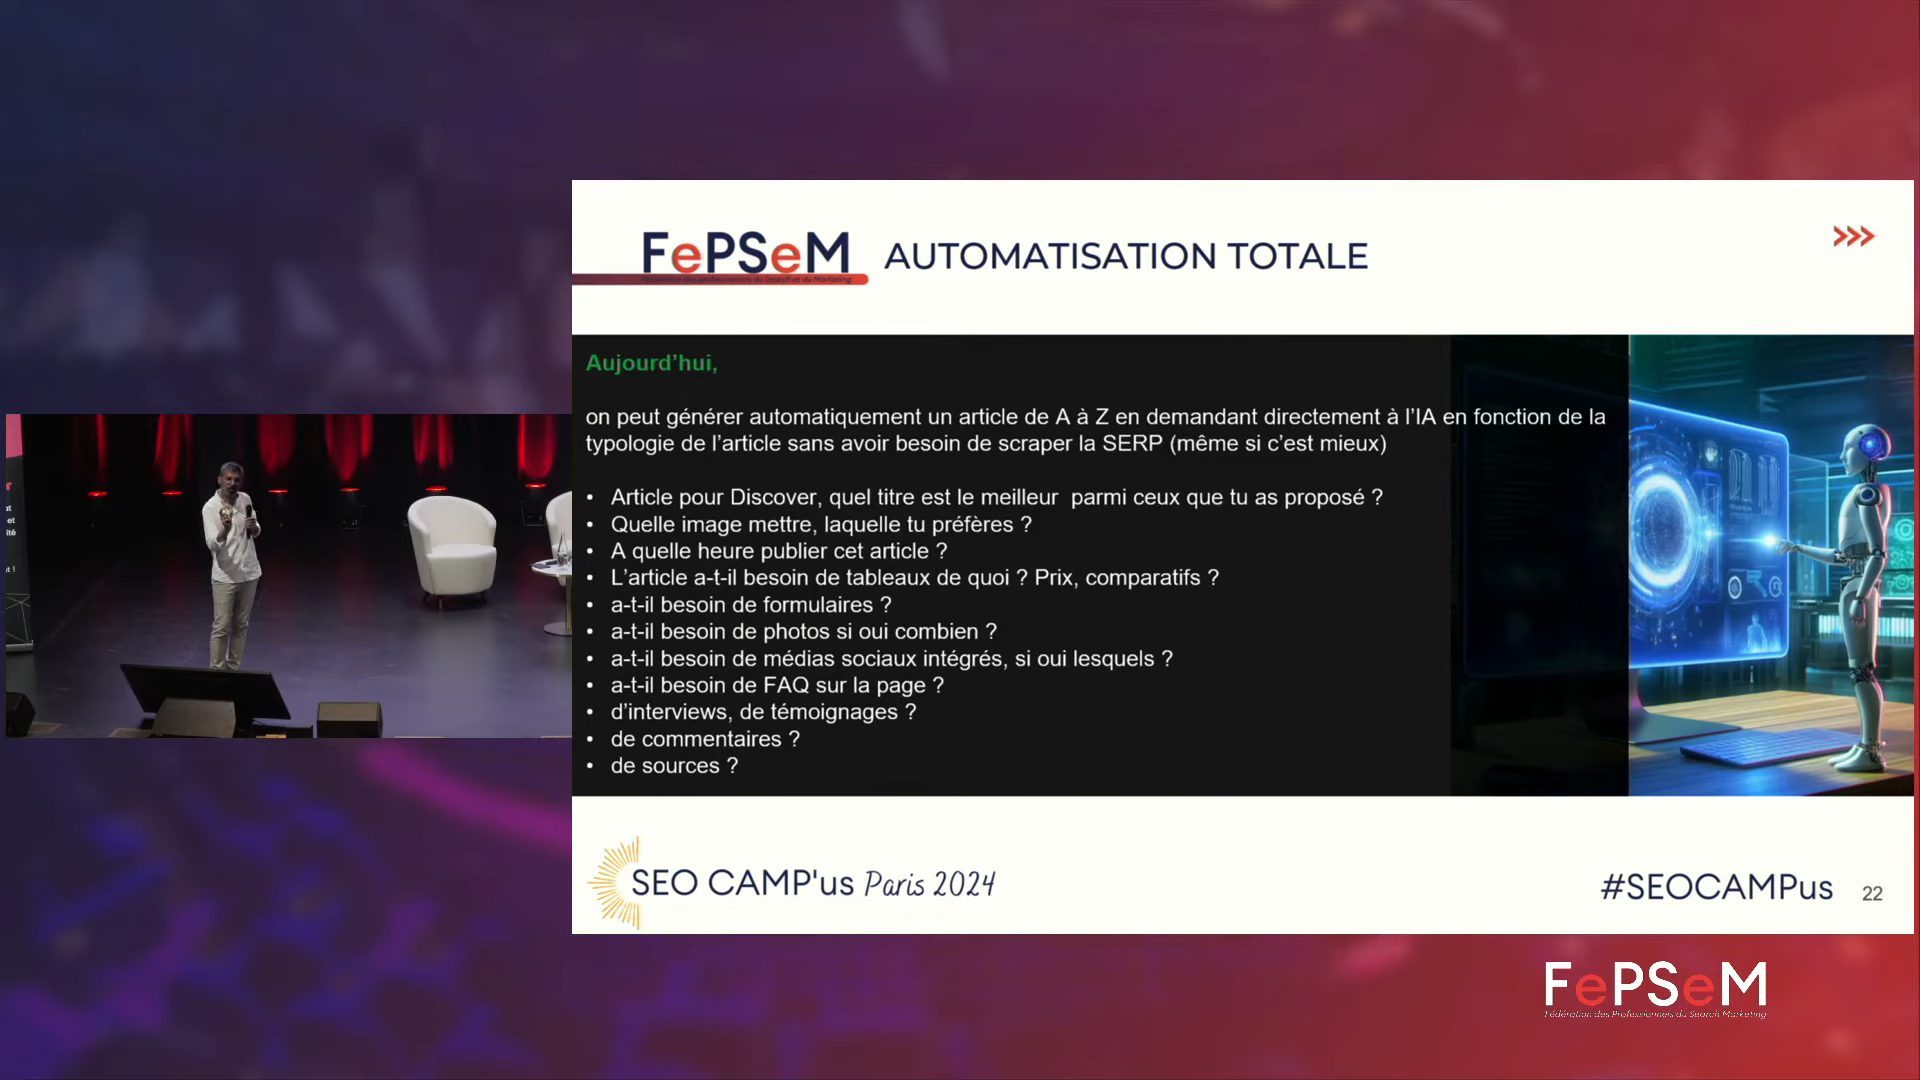 FePSeM AUTOMATISATION TOTALE
Aujourd’hui,
on peut générer automatiquement un article de A à Z en demandant directement à l’IA en fonction de la
typologie de l’article sans avoir besoin de scraper la SERP (même si c’est mieux)
• Article pour Discover, quel titre est le meilleur parmi ceux que tu as proposé ?
• Quelle image mettre, laquelle tu préfères ?
• A quelle heure publier cet article ?
• L’article a-t-il besoin de tableaux de quoi ? Prix, comparatifs ?
• a-t-il besoin de formulaires ?
• a-t-il besoin de photos si oui combien ?
• a-t-il besoin de médias sociaux intégrés, si oui lesquels ?
• a-t-il besoin de FAQ sur la page ?
• d’interviews, de témoignages ?
• de commentaires ?
• de sources ?
SEO CAMP'us Paris 2024
#SEOCAMPus 22
FePSeM
Fédération des Professionnels du Search Marketing